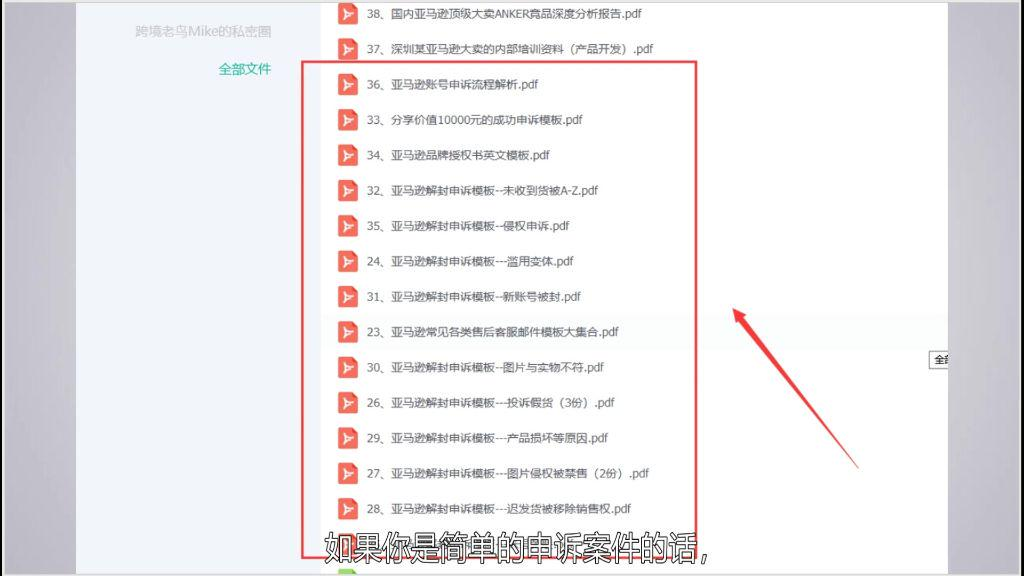 跨境老鸟Mike的私密圈
全部文件
38、国内亚马逊顶级大卖ANKER竞品深度分析报告.pdf
37、深圳某亚马逊大卖的内部培训资料（产品开发）.pdf
36、亚马逊账号申诉流程解析.pdf
33、分享价值10000元的成功申诉模板.pdf
34、亚马逊品牌授权书英文模板.pdf
32、亚马逊解封申诉模板--未收到货被A-Z.pdf
35、亚马逊解封申诉模板--侵权申诉.pdf
24、亚马逊解封申诉模板---滥用变体.pdf
31、亚马逊解封申诉模板--新账号被封.pdf
23、亚马逊常见各类售后客服邮件模板大集合.pdf
30、亚马逊解封申诉模板--图片与实物不符.pdf
26、亚马逊解封申诉模板---投诉假货（3份）.pdf
29、亚马逊解封申诉模板---产品损坏等原因.pdf
27、亚马逊解封申诉模板---图片侵权被禁售（2份）.pdf
28、亚马逊解封申诉模板---迟发货被移除销售权.pdf
如果你是简单的申诉案件的话，